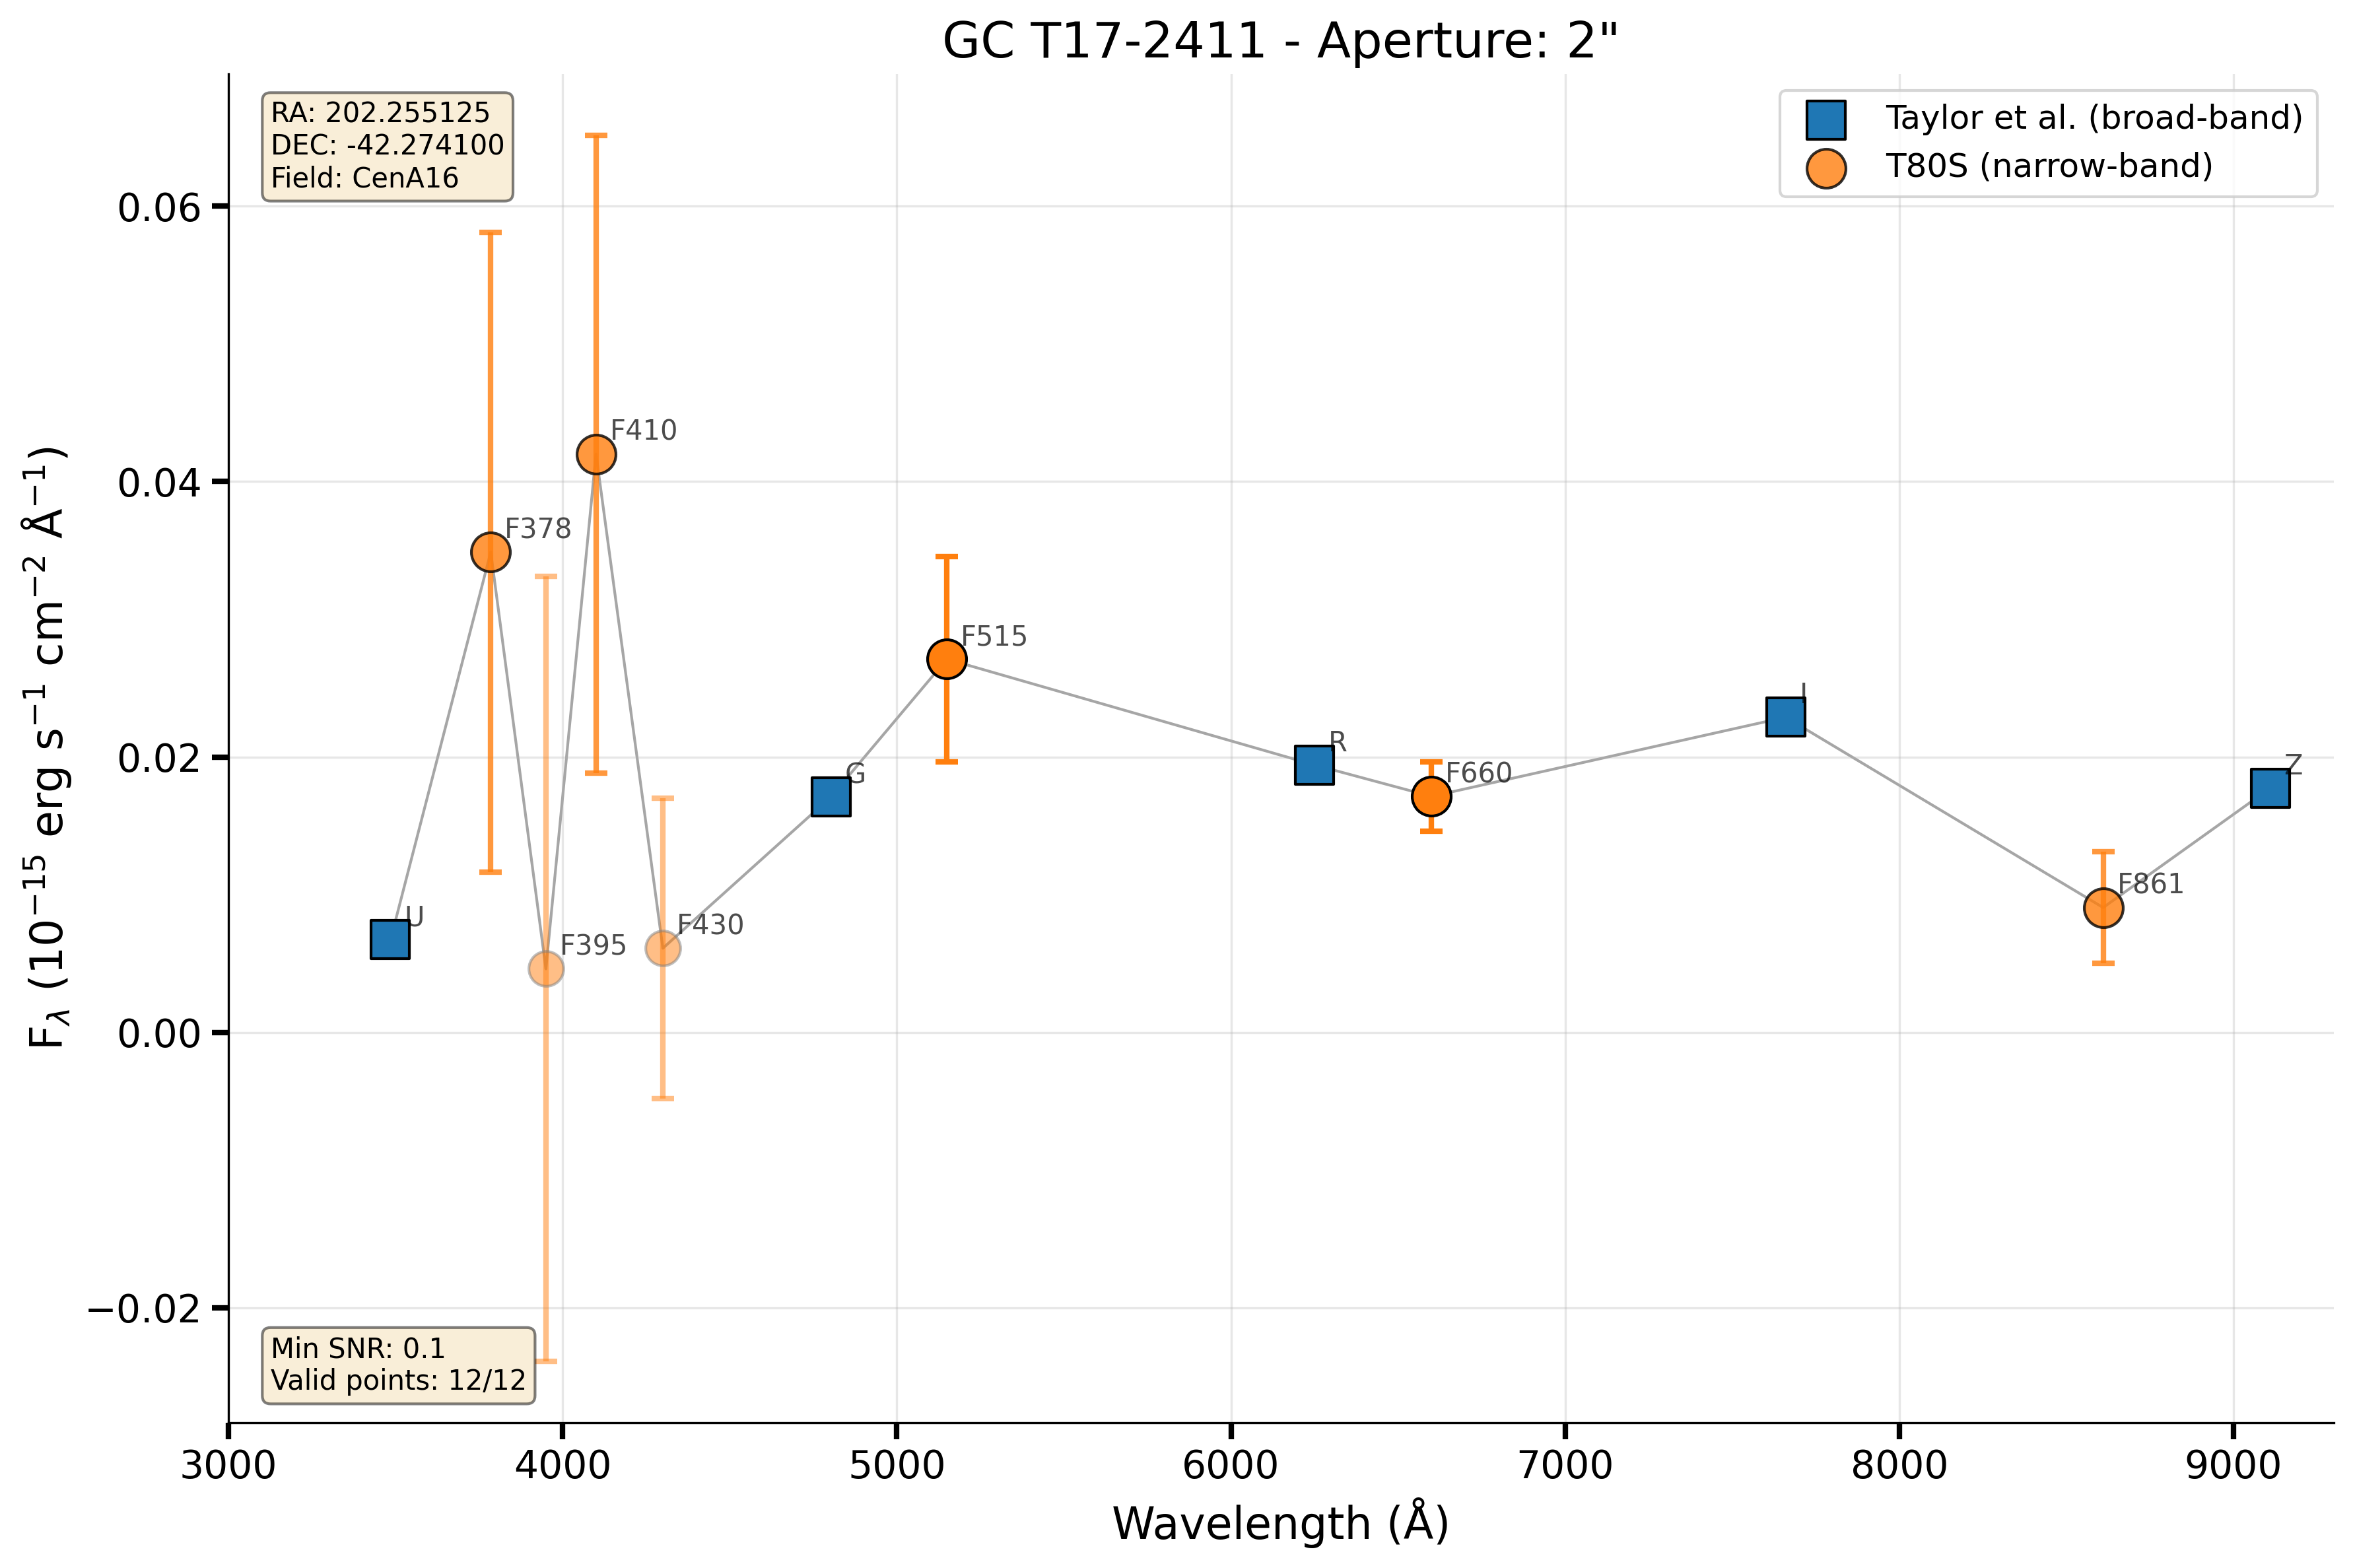 GC T17-2411 - Aperture: 2"
RA: 202.255125
DEC: -42.274100
Field: CenA16
Taylor et al. (broad-band)
T80S (narrow-band)
F$_λ$ (10$^{−15}$ erg s$^{−1}$ cm$^{−2}$ Å$^{−1}$)
0.06
0.04
0.02
0.00
−0.02
U
F378
F395
F410
F430
G
F515
R
F660
I
F861
Z
Min SNR: 0.1
Valid points: 12/12
3000 4000 5000 6000 7000 8000 9000
Wavelength (Å)